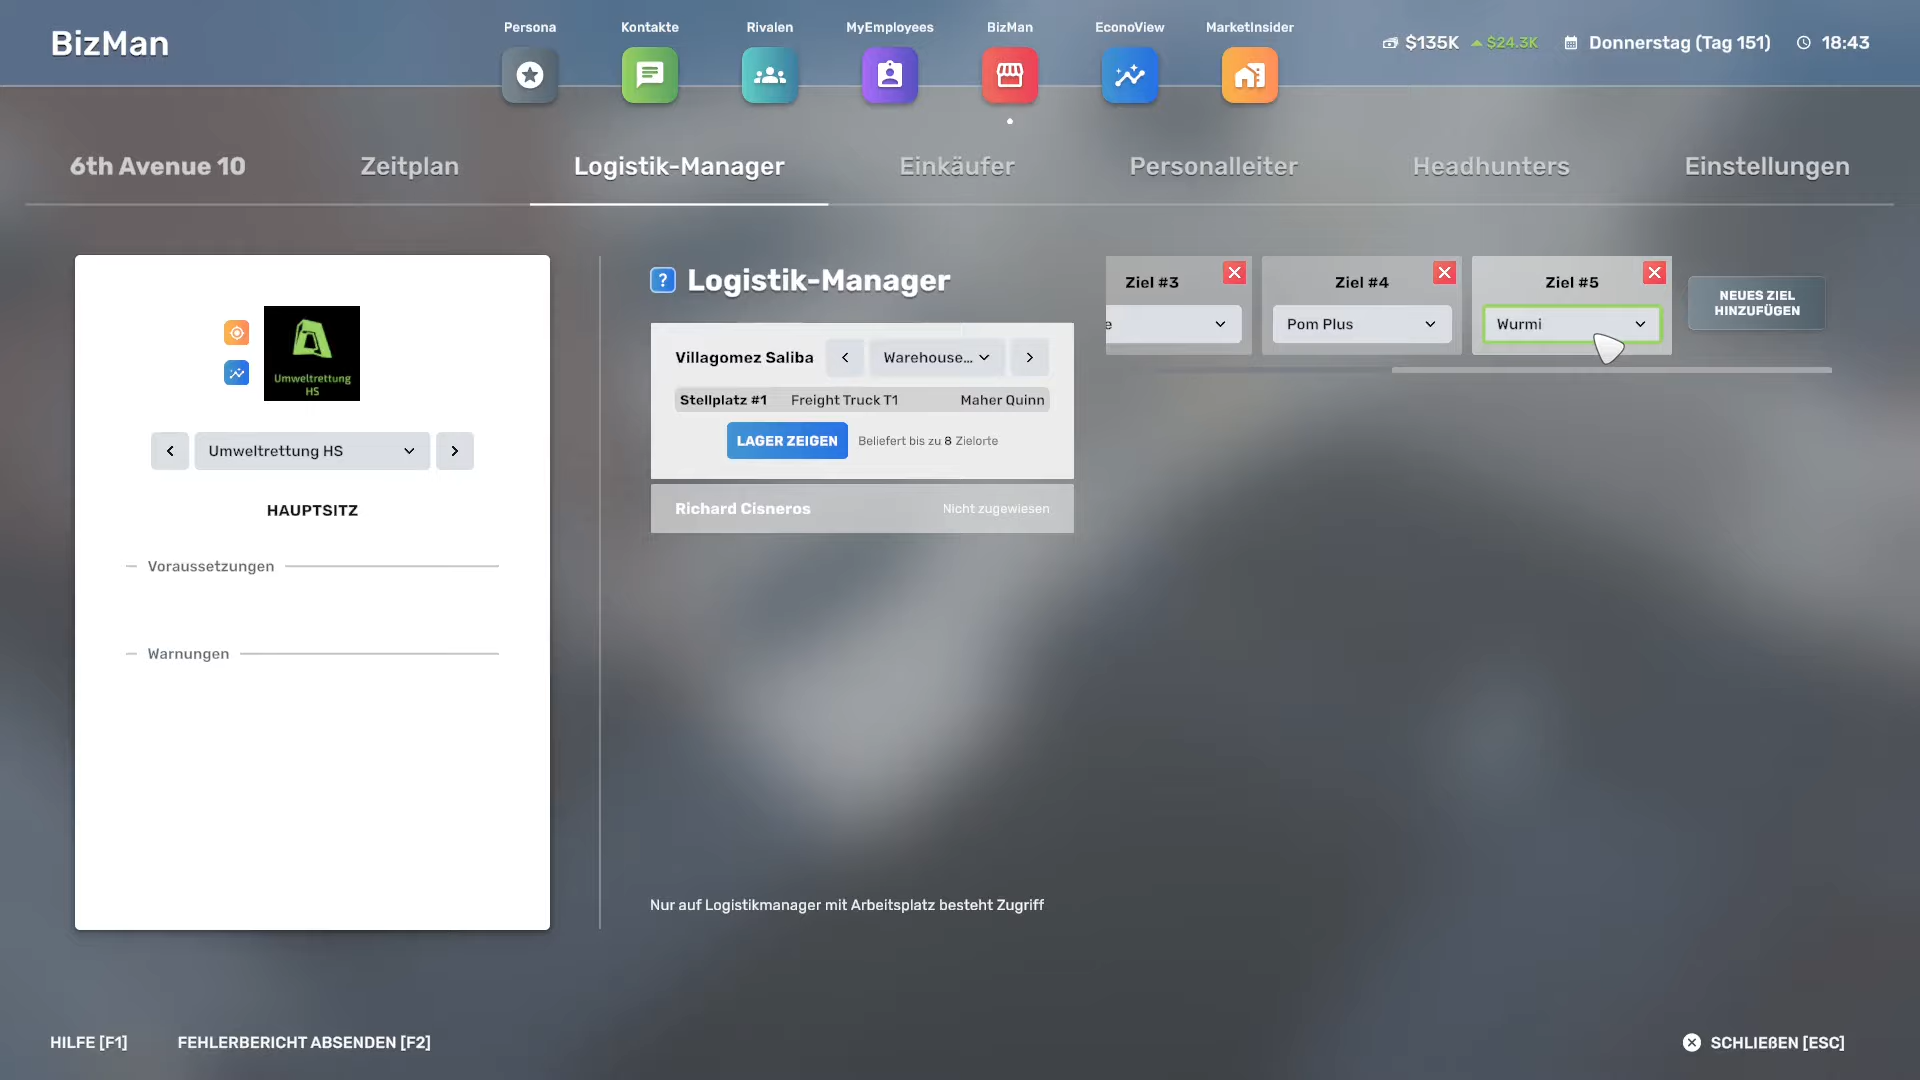 BizMan
Persona
Kontakte
Rivalen
MyEmployees
BizMan
EconoView
MarketInsider
$135K
$24.3K
Donnerstag (Tag 151)
18:43
6th Avenue 10
Zeitplan
Logistik-Manager
Einkäufer
Personalleiter
Headhunters
Einstellungen
Umweltrettung
HS
Umweltrettung HS
HAUPTSITZ
Voraussetzungen
Warnungen
? Logistik-Manager
Villagomez Saliba
Warehouse...
Stellplatz #1 Freight Truck T1 Maher Quinn
LAGER ZEIGEN
Beliefert bis zu 8 Zielorte
Richard Cisneros
Nicht zugewiesen
Ziel #3
e
Ziel #4
Pom Plus
Ziel #5
Wurmi
NEUES ZIEL
HINZUFÜGEN
Nur auf Logistikmanager mit Arbeitsplatz besteht Zugriff
HILFE [F1]
FEHLERBERICHT ABSENDEN [F2]
SCHLIEßEN [ESC]